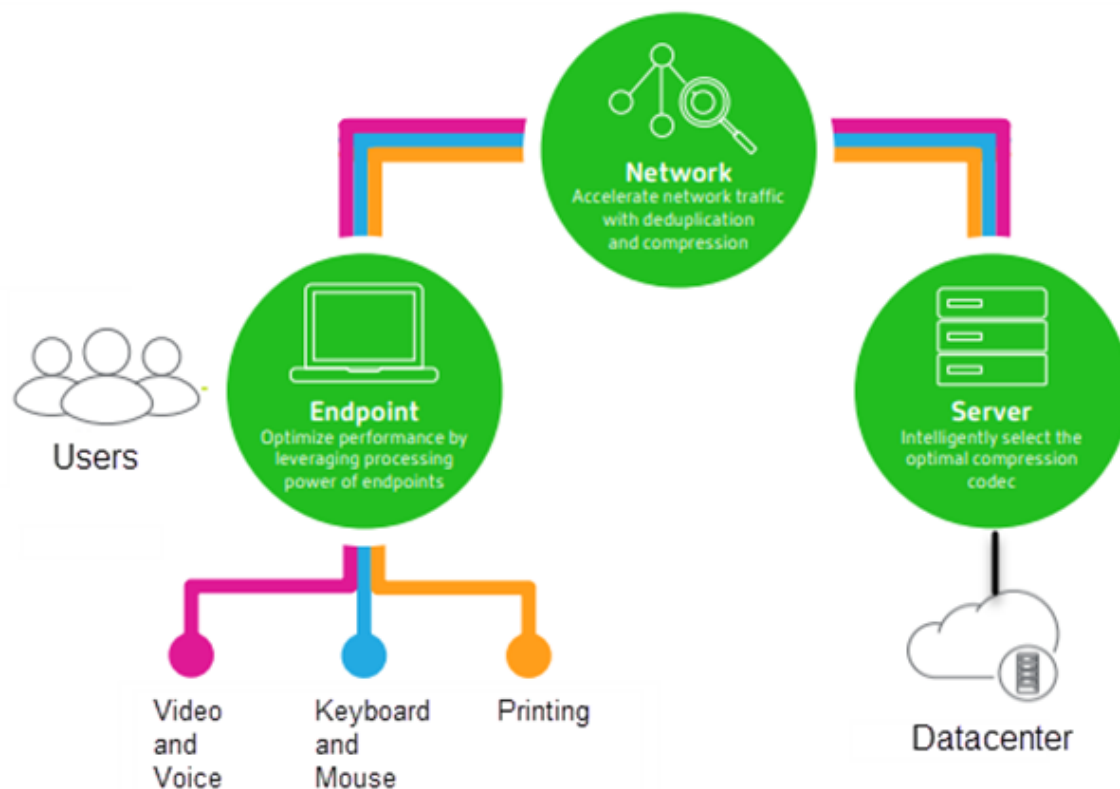 Network
Accelerate network traffic
with deduplication
and compression
Endpoint
Optimize performance by
leveraging processing
power of endpoints
Server
Intelligently select the
optimal compression
codec
Users
Video
and
Voice
Keyboard
and
Mouse
Printing
Datacenter